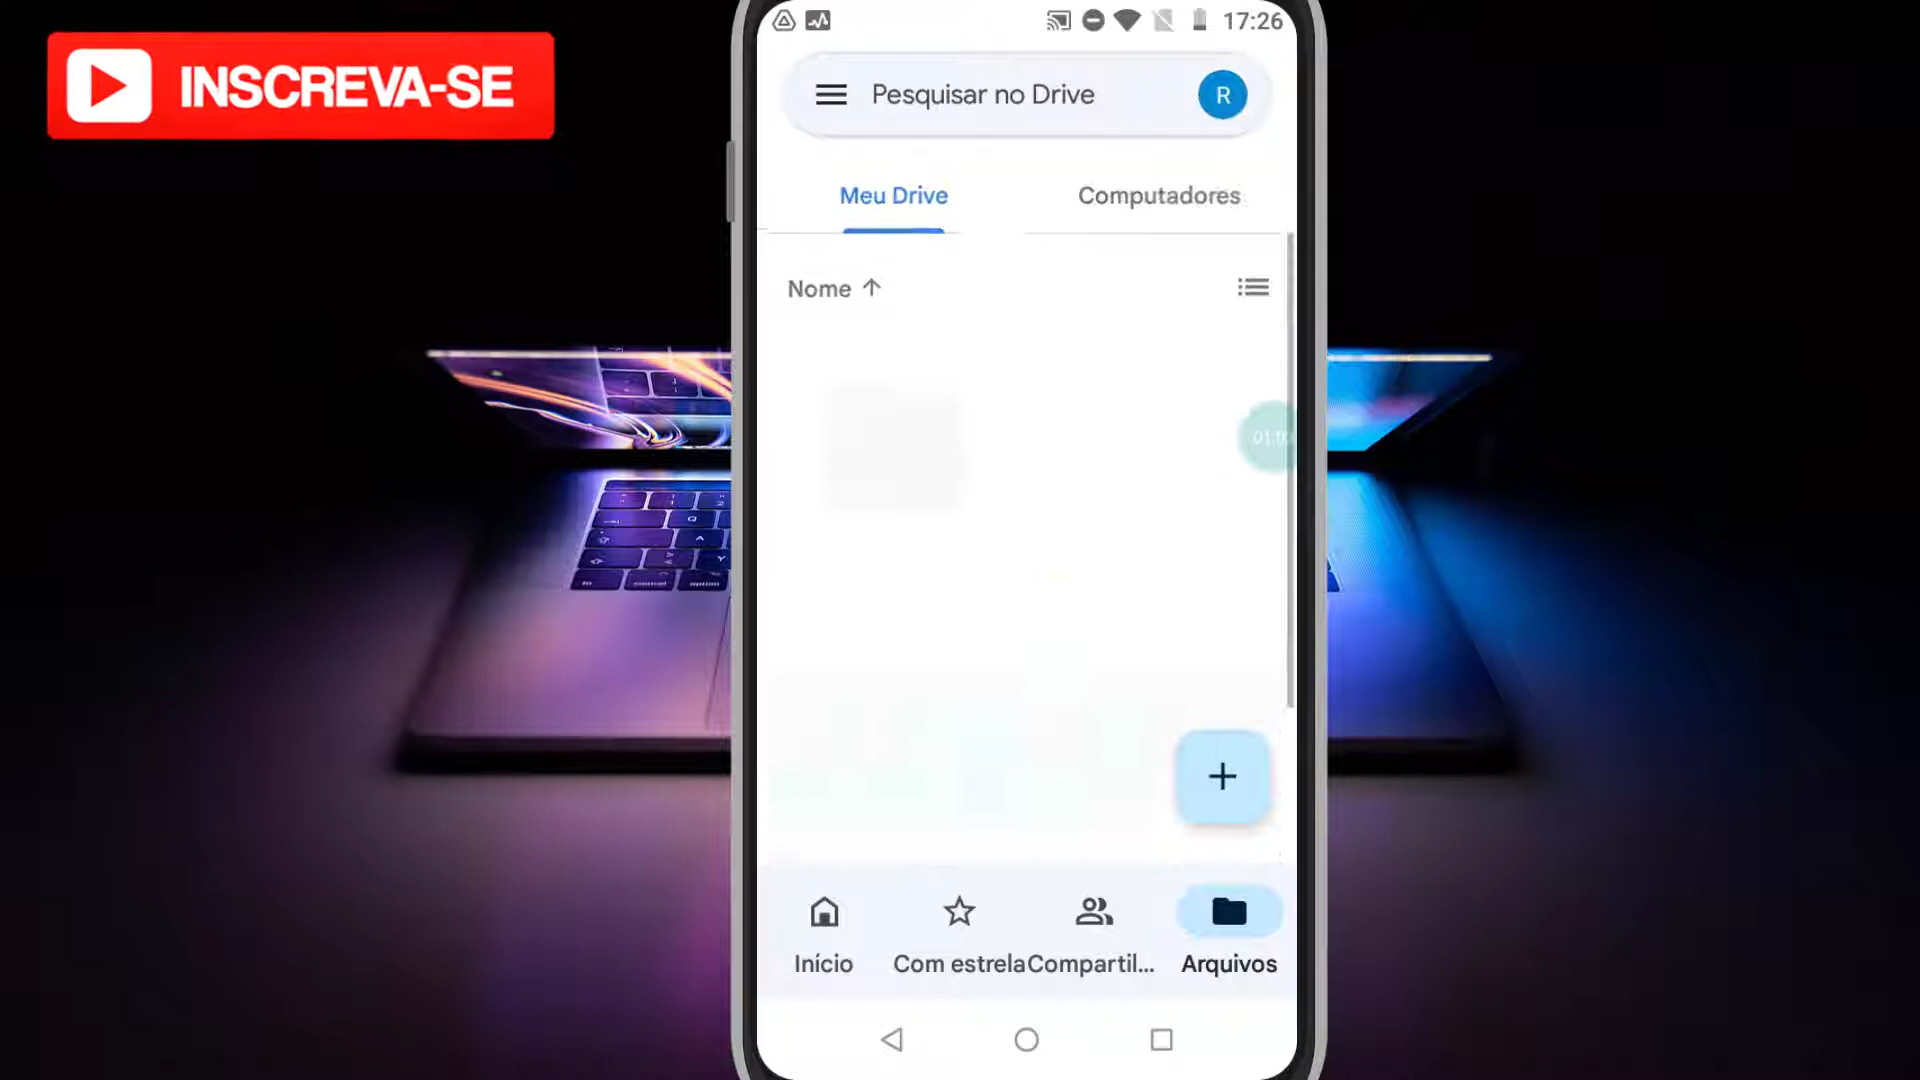 INSCREVA-SE
17:26
Pesquisar no Drive
R
Meu Drive
Computadores
Nome
Início
Com estrela
Compartil...
Arquivos